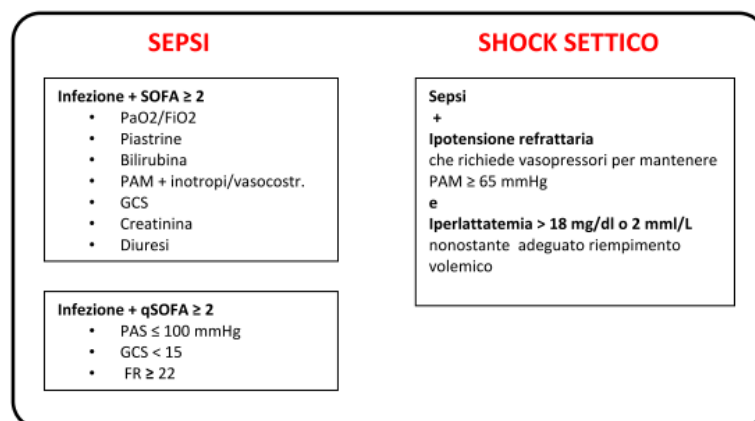 SEPSI
Infezione + SOFA ≥ 2
• PaO2/FiO2
• Piastrine
• Bilirubina
• PAM + inotropi/vasocostr.
• GCS
• Creatinina
• Diuresi
Infezione + qSOFA ≥ 2
• PAS ≤ 100 mmHg
• GCS < 15
• FR ≥ 22
SHOCK SETTICO
Sepsi
+
Ipotensione refrattaria
che richiede vasopressori per mantenere
PAM ≥ 65 mmHg
e
Iperlattatemia > 18 mg/dl o 2 mml/L
nonostante adeguato riempimento
volemico